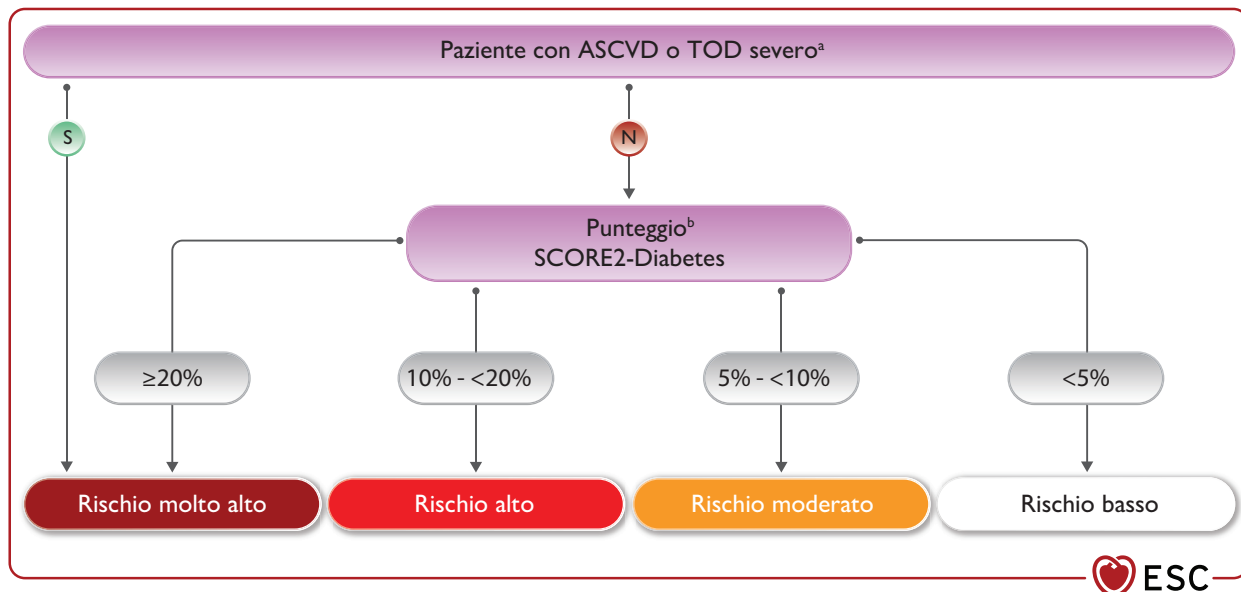 Paziente con ASCVD o TOD severoᵃ
S
N
Punteggioᵇ
SCORE2-Diabetes
≥20%
10% - <20%
5% - <10%
<5%
Rischio molto alto
Rischio alto
Rischio moderato
Rischio basso
ESC